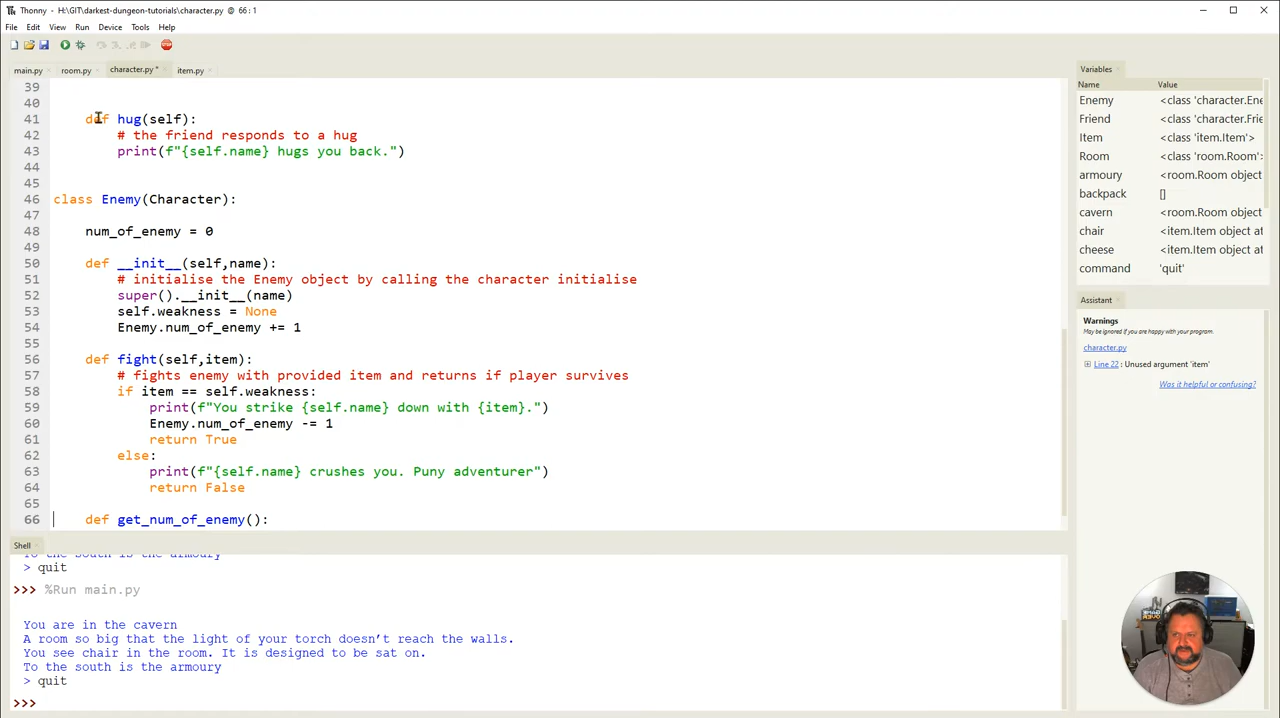 Thonny - H:\GIT\darkest-dungeon-tutorials\character.py @ 66 : 1
File Edit View Run Device Tools Help
main.py room.py character.py * item.py
39
40
41 def hug(self):
42 # the friend responds to a hug
43 print(f"{self.name} hugs you back.")
44
45
46 class Enemy(Character):
47
48 num_of_enemy = 0
49
50 def __init__(self,name):
51 # initialise the Enemy object by calling the character initialise
52 super().__init__(name)
53 self.weakness = None
54 Enemy.num_of_enemy += 1
55
56 def fight(self,item):
57 # fights enemy with provided item and returns if player survives
58 if item == self.weakness:
59 print(f"You strike {self.name} down with {item}.")
60 Enemy.num_of_enemy -= 1
61 return True
62 else:
63 print(f"{self.name} crushes you. Puny adventurer")
64 return False
65
66 def get_num_of_enemy():
Shell
To the south is the armoury
> quit
>>> %Run main.py
You are in the cavern
A room so big that the light of your torch doesn't reach the walls.
You see chair in the room. It is designed to be sat on.
To the south is the armoury
> quit
>>>
Variables
Name Value
Enemy <class 'character.Ene
Friend <class 'character.Frie
Item <class 'item.Item'>
Room <class 'room.Room'>
armoury <room.Room object
backpack []
cavern <room.Room object
chair <item.Item object at
cheese <item.Item object at
command 'quit'
Assistant
Warnings
May be ignored if you are happy with your program.
character.py
Line 22 : Unused argument 'item'
Was it helpful or confusing?